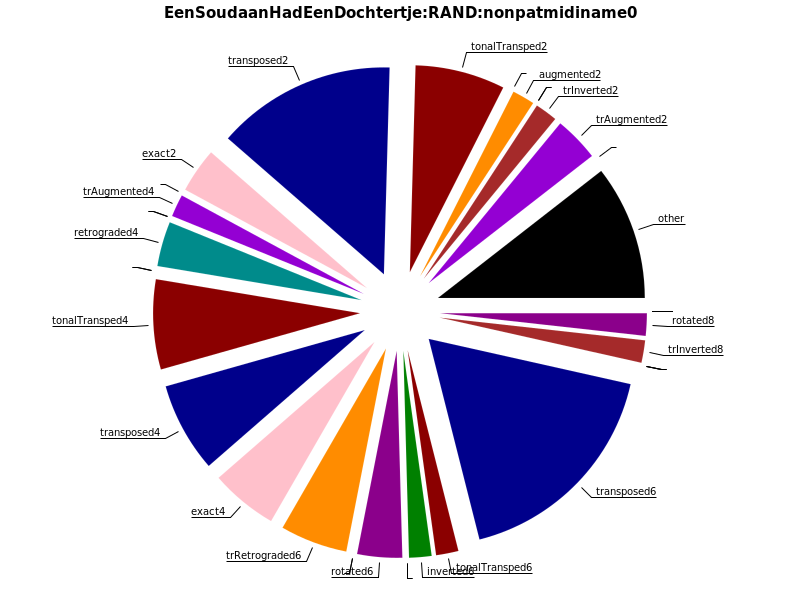 EenSoudaanHadEenDochtertje:RAND:nonpatmidiname0
tonalTransped2
transposed2
augmented2
trInverted2
trAugmented2
exact2
trAugmented4
other
retrograded4
tonalTransped4
rotated8
trInverted8
transposed4
transposed6
exact4
trRetrograded6
tonalTransped6
rotated6
inverted6